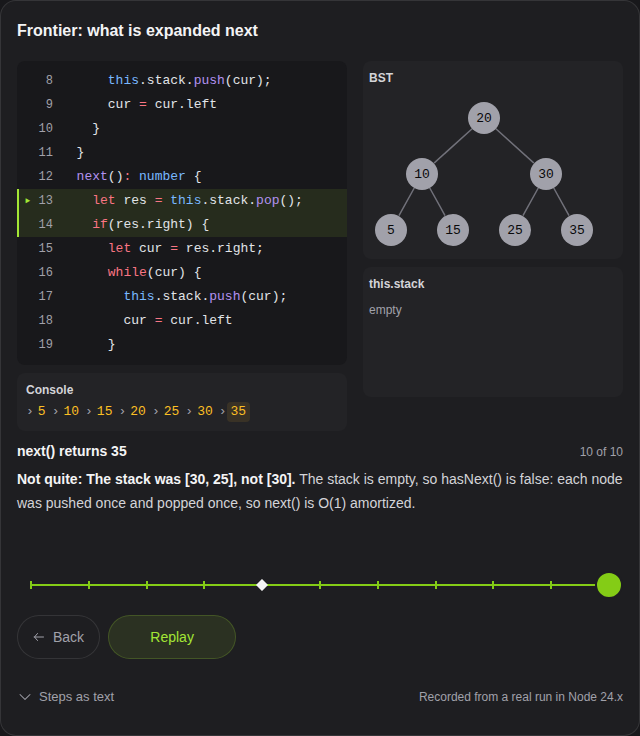 Frontier: what is expanded next
8 this.stack.push(cur);
9 cur = cur.left
10 }
11 }
12 next(): number {
▸ 13 let res = this.stack.pop();
14 if(res.right) {
15 let cur = res.right;
16 while(cur) {
17 this.stack.push(cur);
18 cur = cur.left
19 }
BST
20
10 30
5 15 25 35
this.stack
empty
Console
› 5 › 10 › 15 › 20 › 25 › 30 › 35
next() returns 35
10 of 10
Not quite: The stack was [30, 25], not [30]. The stack is empty, so hasNext() is false: each node
was pushed once and popped once, so next() is O(1) amortized.
← Back
Replay
Steps as text
Recorded from a real run in Node 24.x